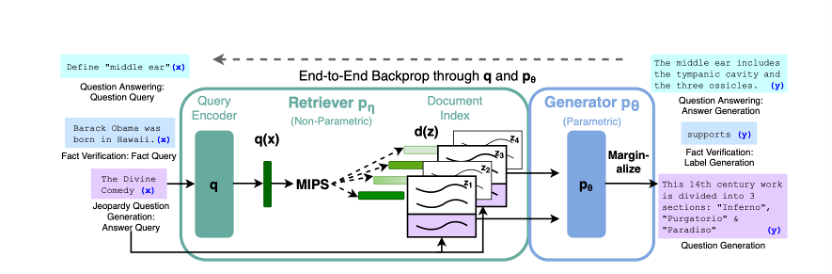 End-to-End Backprop through q and pθ
Define "middle ear" (x)
Question Answering:
Question Query
Barack Obama was
born in Hawaii.(x)
Fact Verification: Fact Query
The Divine
Comedy (x)
Jeopardy Question
Generation:
Answer Query
Query
Encoder
q
q(x)
Retriever pη
(Non-Parametric)
MIPS
Document
Index
d(z)
z4
z3
z2
z1
Generator pθ
(Parametric)
pθ
Margin-
alize
The middle ear includes
the tympanic cavity and
the three ossicles. (y)
Question Answering:
Answer Generation
supports (y)
Fact Verification:
Label Generation
This 14th century work
is divided into 3
sections: "Inferno",
"Purgatorio" &
"Paradiso" (y)
Question Generation